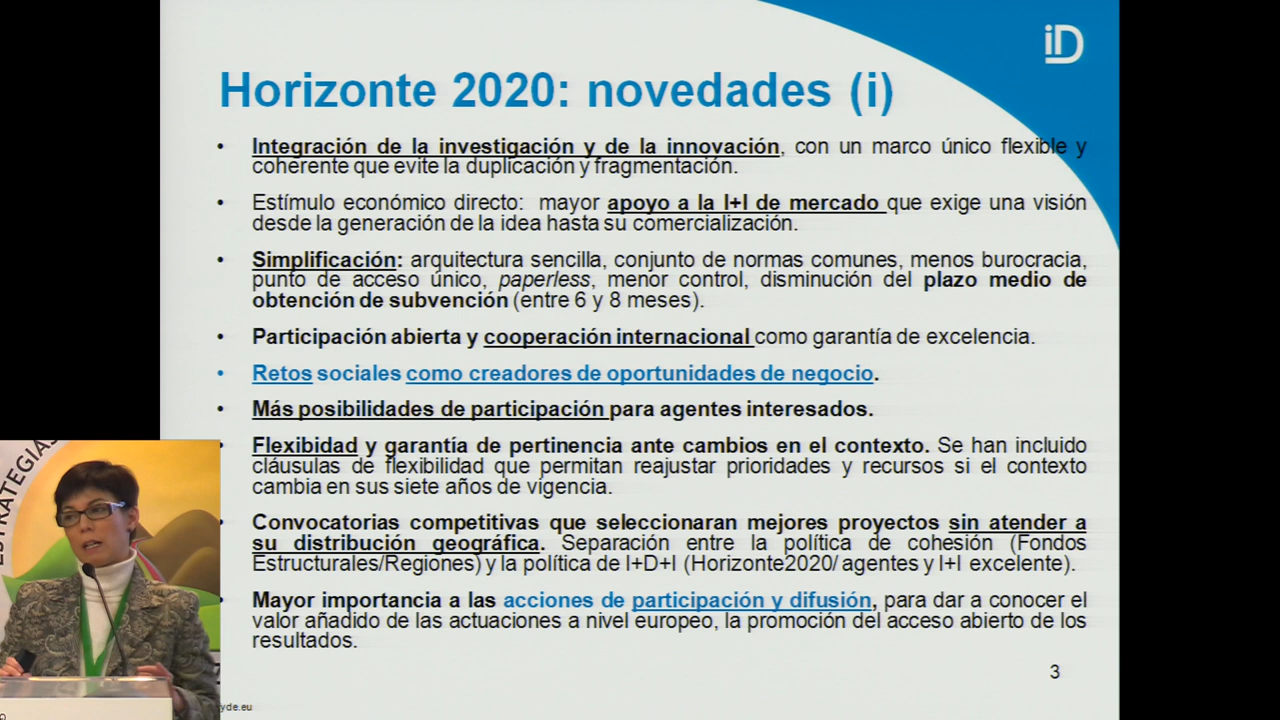 iD
Horizonte 2020: novedades (i)
• Integración de la investigación y de la innovación, con un marco único flexible y
coherente que evite la duplicación y fragmentación.
• Estímulo económico directo: mayor apoyo a la I+I de mercado que exige una visión
desde la generación de la idea hasta su comercialización.
• Simplificación: arquitectura sencilla, conjunto de normas comunes, menos burocracia,
punto de acceso único, paperless, menor control, disminución del plazo medio de
obtención de subvención (entre 6 y 8 meses).
• Participación abierta y cooperación internacional como garantía de excelencia.
• Retos sociales como creadores de oportunidades de negocio.
• Más posibilidades de participación para agentes interesados.
• Flexibidad y garantía de pertinencia ante cambios en el contexto. Se han incluido
cláusulas de flexibilidad que permitan reajustar prioridades y recursos si el contexto
cambia en sus siete años de vigencia.
Convocatorias competitivas que seleccionaran mejores proyectos sin atender a
su distribución geográfica. Separación entre la política de cohesión (Fondos
Estructurales/Regiones) y la política de I+D+I (Horizonte2020/ agentes y I+I excelente).
Mayor importancia a las acciones de participación y difusión, para dar a conocer el
valor añadido de las actuaciones a nivel europeo, la promoción del acceso abierto de los
resultados.
3
yde.eu
ESTRATEGIAS